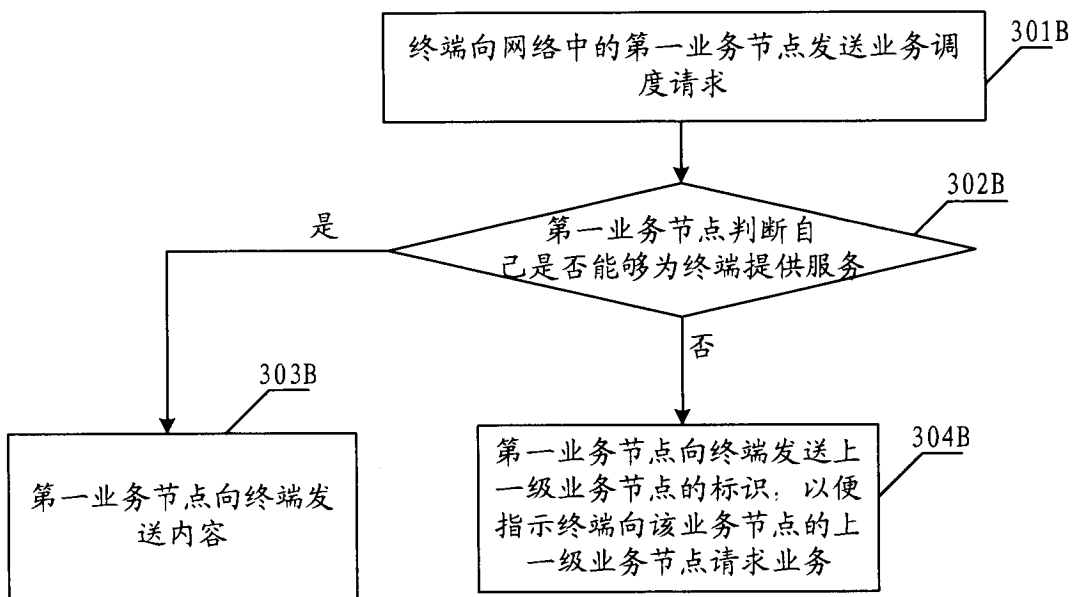 终端向网络中的第一业务节点发送业务调
度请求
301B
302B
第一业务节点判断自
己是否能够为终端提供服务
是
否
303B
第一业务节点向终端发
送内容
304B
第一业务节点向终端发送上
一级业务节点的标识，以便
指示终端向该业务节点的上
一级业务节点请求业务